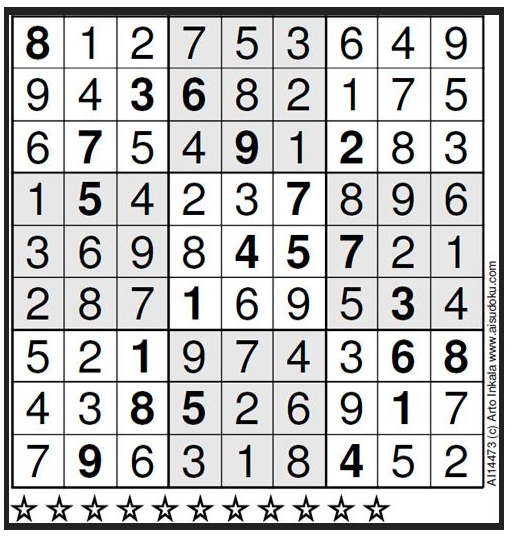 8 1 2 7 5 3 6 4 9
9 4 3 6 8 2 1 7 5
6 7 5 4 9 1 2 8 3
1 5 4 2 3 7 8 9 6
3 6 9 8 4 5 7 2 1
2 8 7 1 6 9 5 3 4
5 2 1 9 7 4 3 6 8
4 3 8 5 2 6 9 1 7
7 9 6 3 1 8 4 5 2
AI14473 (c) Arto Inkala www.aisudoku.com